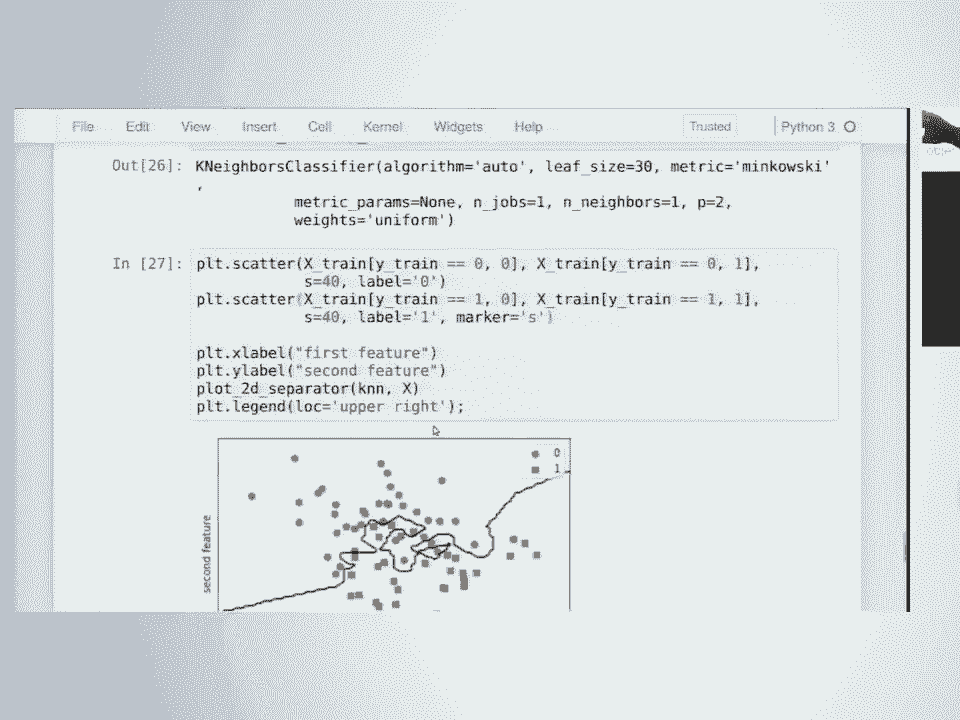 File Edit View Insert Cell Kernel Widgets Help Trusted Python 3
Out[26]: KNeighborsClassifier(algorithm='auto', leaf_size=30, metric='minkowski'
,
metric_params=None, n_jobs=1, n_neighbors=1, p=2,
weights='uniform')
In [27]: plt.scatter(X_train[y_train == 0, 0], X_train[y_train == 0, 1],
s=40, label='0')
plt.scatter(X_train[y_train == 1, 0], X_train[y_train == 1, 1],
s=40, label='1', marker='s')
plt.xlabel("first feature")
plt.ylabel("second feature")
plot_2d_separator(knn, X)
plt.legend(loc='upper right');
0
1
second feature